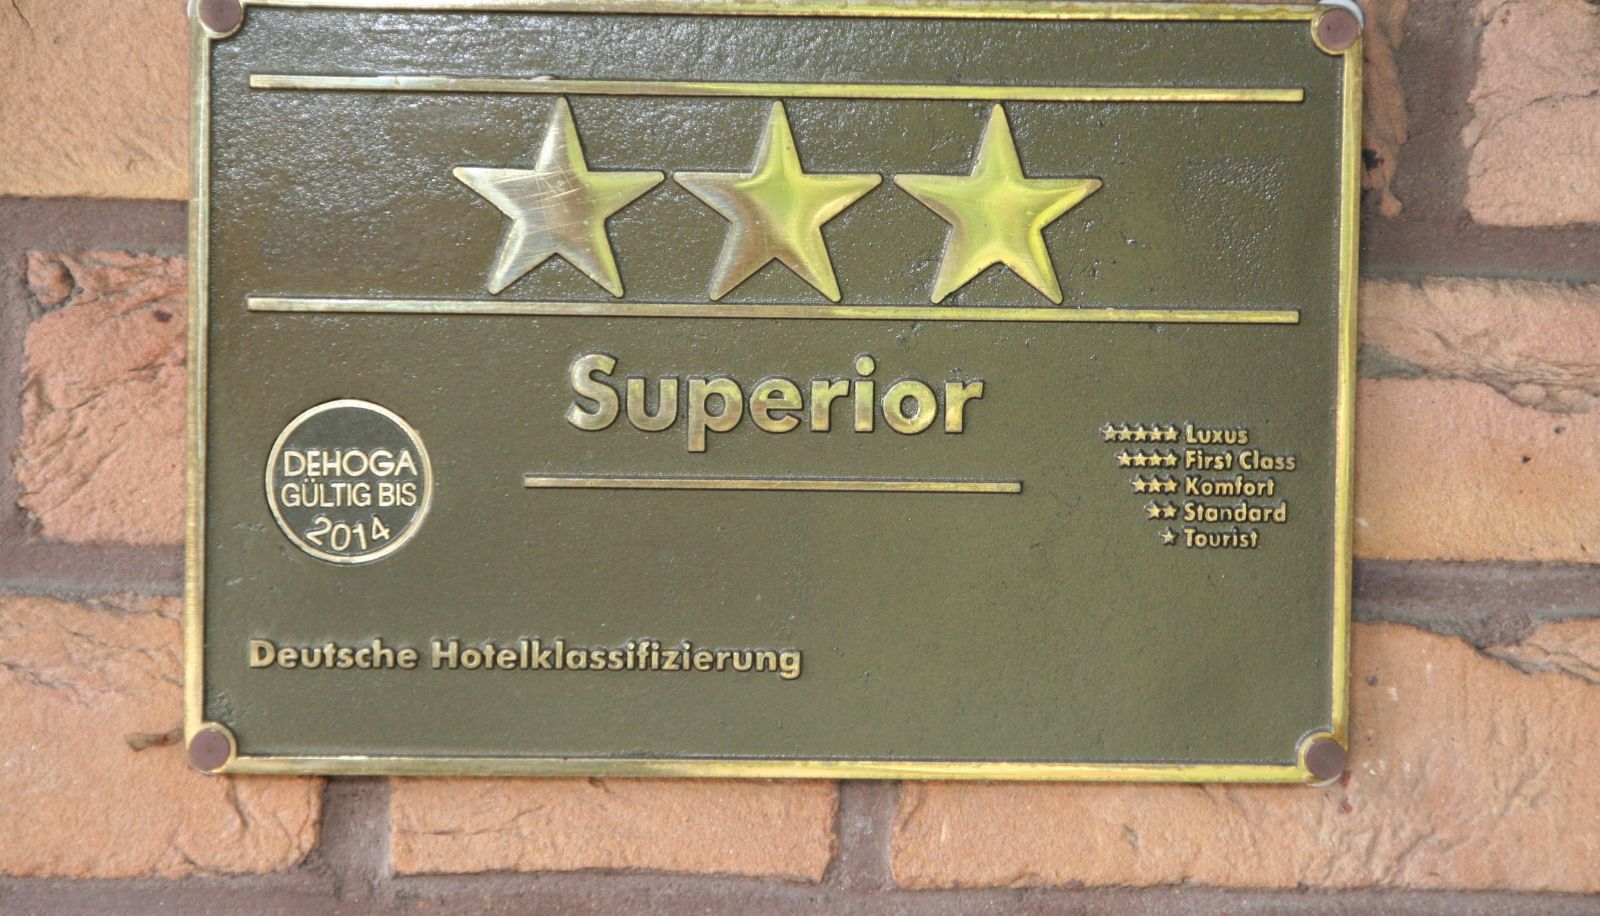 Superior
DEHOGA
GÜLTIG BIS
2014
★★★★★ Luxus
★★★★ First Class
★★★ Komfort
★★ Standard
★ Tourist
Deutsche Hotelklassifizierung